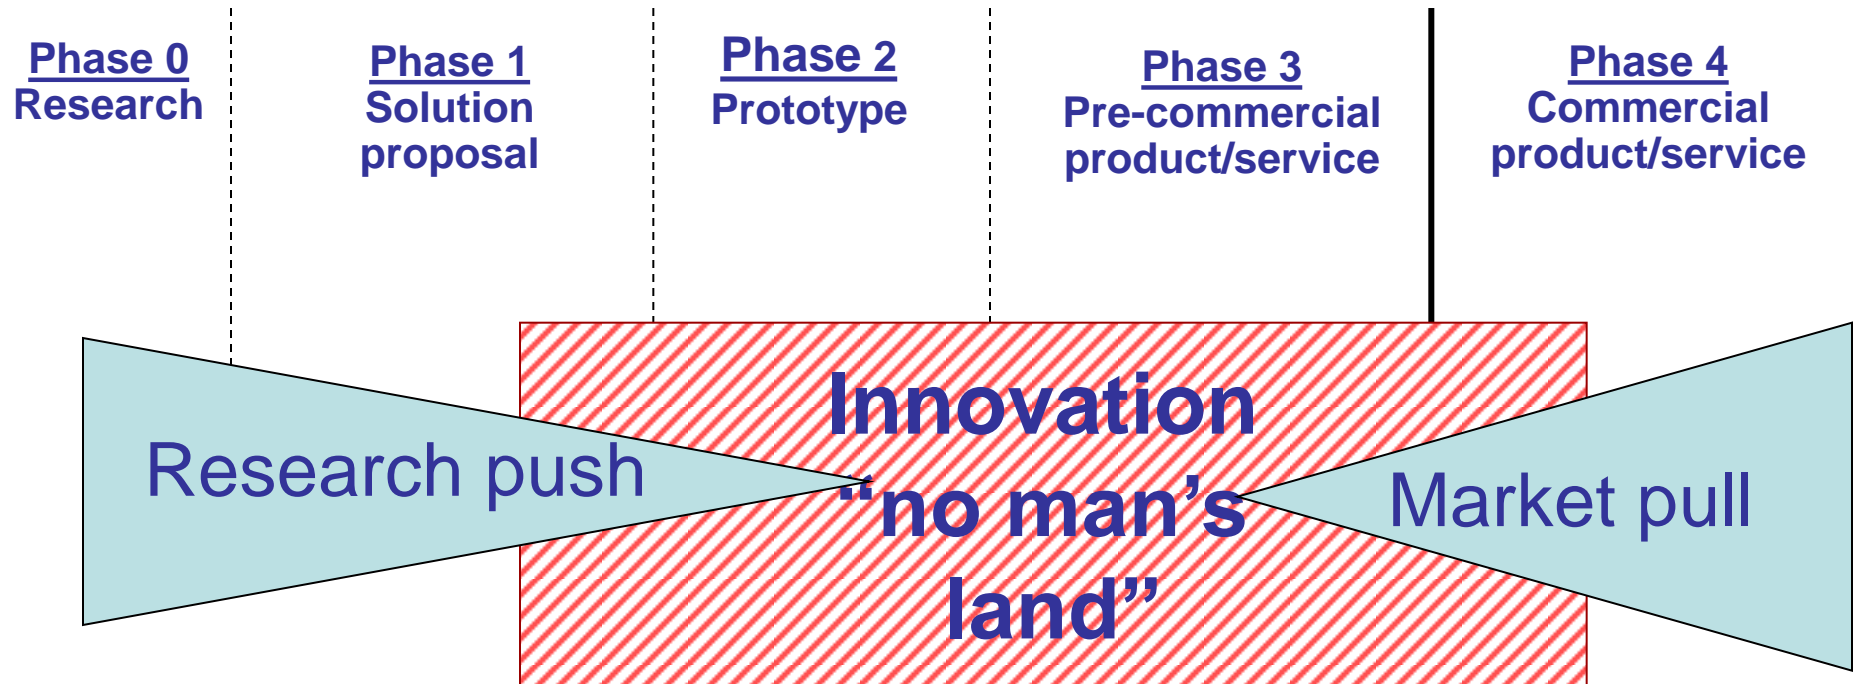 Phase 0
Research
Phase 1
Solution
proposal
Phase 2
Prototype
Phase 3
Pre-commercial
product/service
Phase 4
Commercial
product/service
Research push
Innovation
“no man’s
land”
Market pull